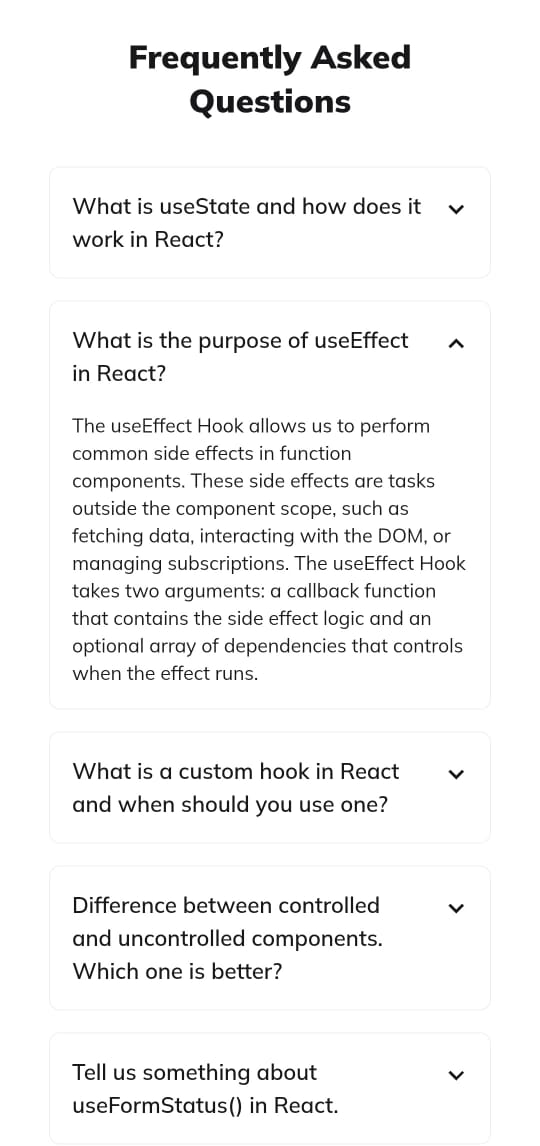 Frequently Asked
Questions
What is useState and how does it
work in React?
What is the purpose of useEffect
in React?
The useEffect Hook allows us to perform
common side effects in function
components. These side effects are tasks
outside the component scope, such as
fetching data, interacting with the DOM, or
managing subscriptions. The useEffect Hook
takes two arguments: a callback function
that contains the side effect logic and an
optional array of dependencies that controls
when the effect runs.
What is a custom hook in React
and when should you use one?
Difference between controlled
and uncontrolled components.
Which one is better?
Tell us something about
useFormStatus() in React.